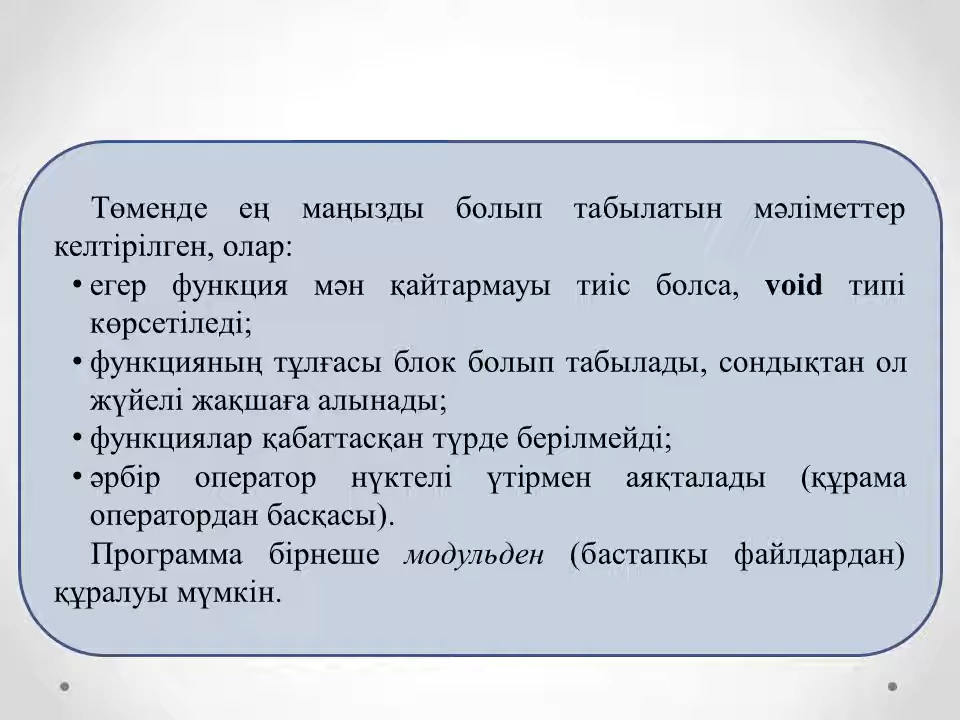 Төменде ең маңызды болып табылатын мәліметтер
келтірілген, олар:
• егер функция мән қайтармауы тиіс болса, void типі
көрсетіледі;
• функцияның тұлғасы блок болып табылады, сондықтан ол
жүйелі жақшаға алынады;
• функциялар қабаттасқан түрде берілмейді;
• әрбір оператор нүктелі үтірмен аяқталады (құрама
оператордан басқасы).
Программа бірнеше модульден (бастапқы файлдардан)
құралуы мүмкін.